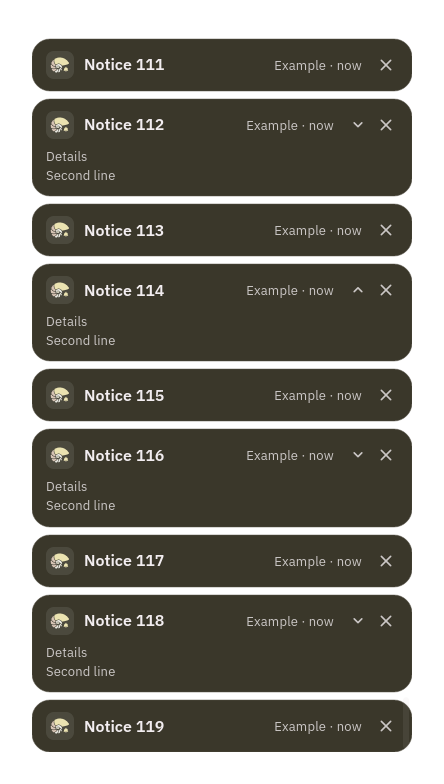 Notice 111 Example · now
Notice 112 Example · now
Details
Second line
Notice 113 Example · now
Notice 114 Example · now
Details
Second line
Notice 115 Example · now
Notice 116 Example · now
Details
Second line
Notice 117 Example · now
Notice 118 Example · now
Details
Second line
Notice 119 Example · now